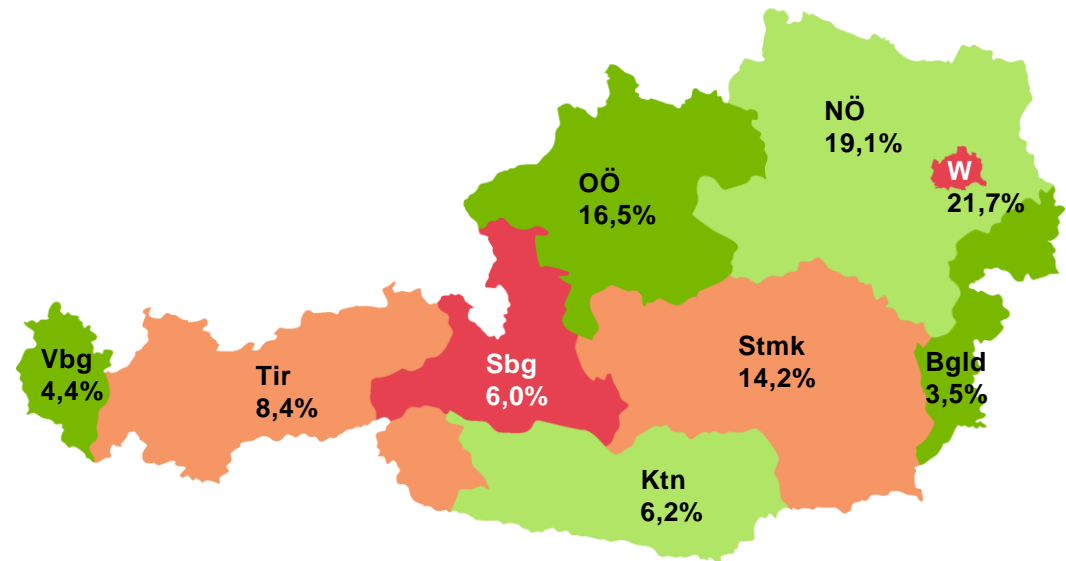 NÖ
19,1%
W
21,7%
OÖ
16,5%
Vbg
4,4%
Tir
8,4%
Sbg
6,0%
Stmk
14,2%
Bgld
3,5%
Ktn
6,2%